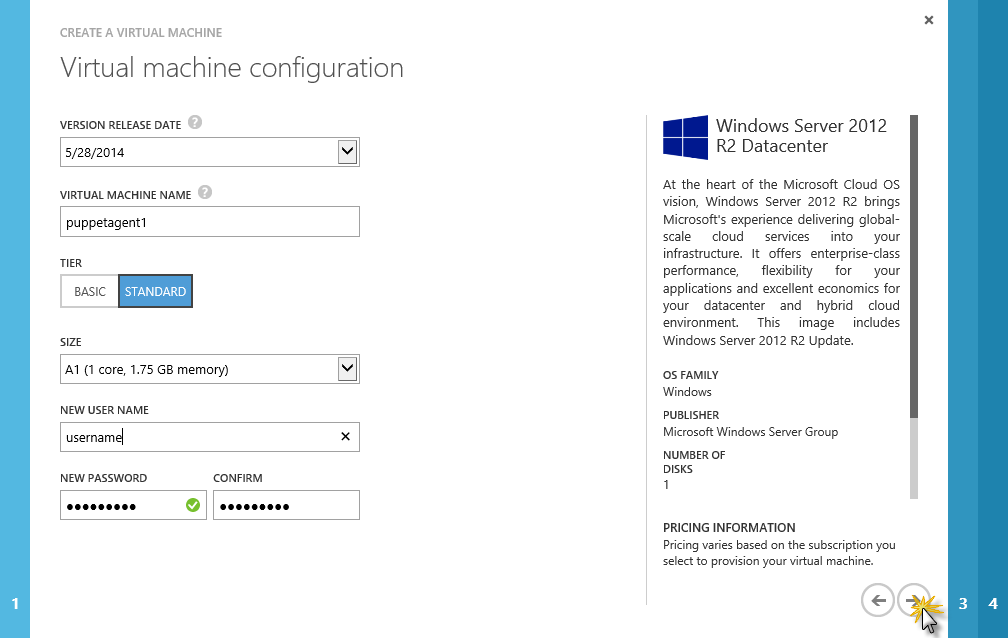 CREATE A VIRTUAL MACHINE
Virtual machine configuration
VERSION RELEASE DATE ?
5/28/2014
VIRTUAL MACHINE NAME ?
puppetagent1
TIER
BASIC STANDARD
SIZE
A1 (1 core, 1.75 GB memory)
NEW USER NAME
username
NEW PASSWORD CONFIRM
●●●●●●●●● ●●●●●●●●●
Windows Server 2012
R2 Datacenter
At the heart of the Microsoft Cloud OS
vision, Windows Server 2012 R2 brings
Microsoft's experience delivering global-
scale cloud services into your
infrastructure. It offers enterprise-class
performance, flexibility for your
applications and excellent economics for
your datacenter and hybrid cloud
environment. This image includes
Windows Server 2012 R2 Update.
OS FAMILY
Windows
PUBLISHER
Microsoft Windows Server Group
NUMBER OF
DISKS
1
PRICING INFORMATION
Pricing varies based on the subscription you
select to provision your virtual machine.
1
3 4